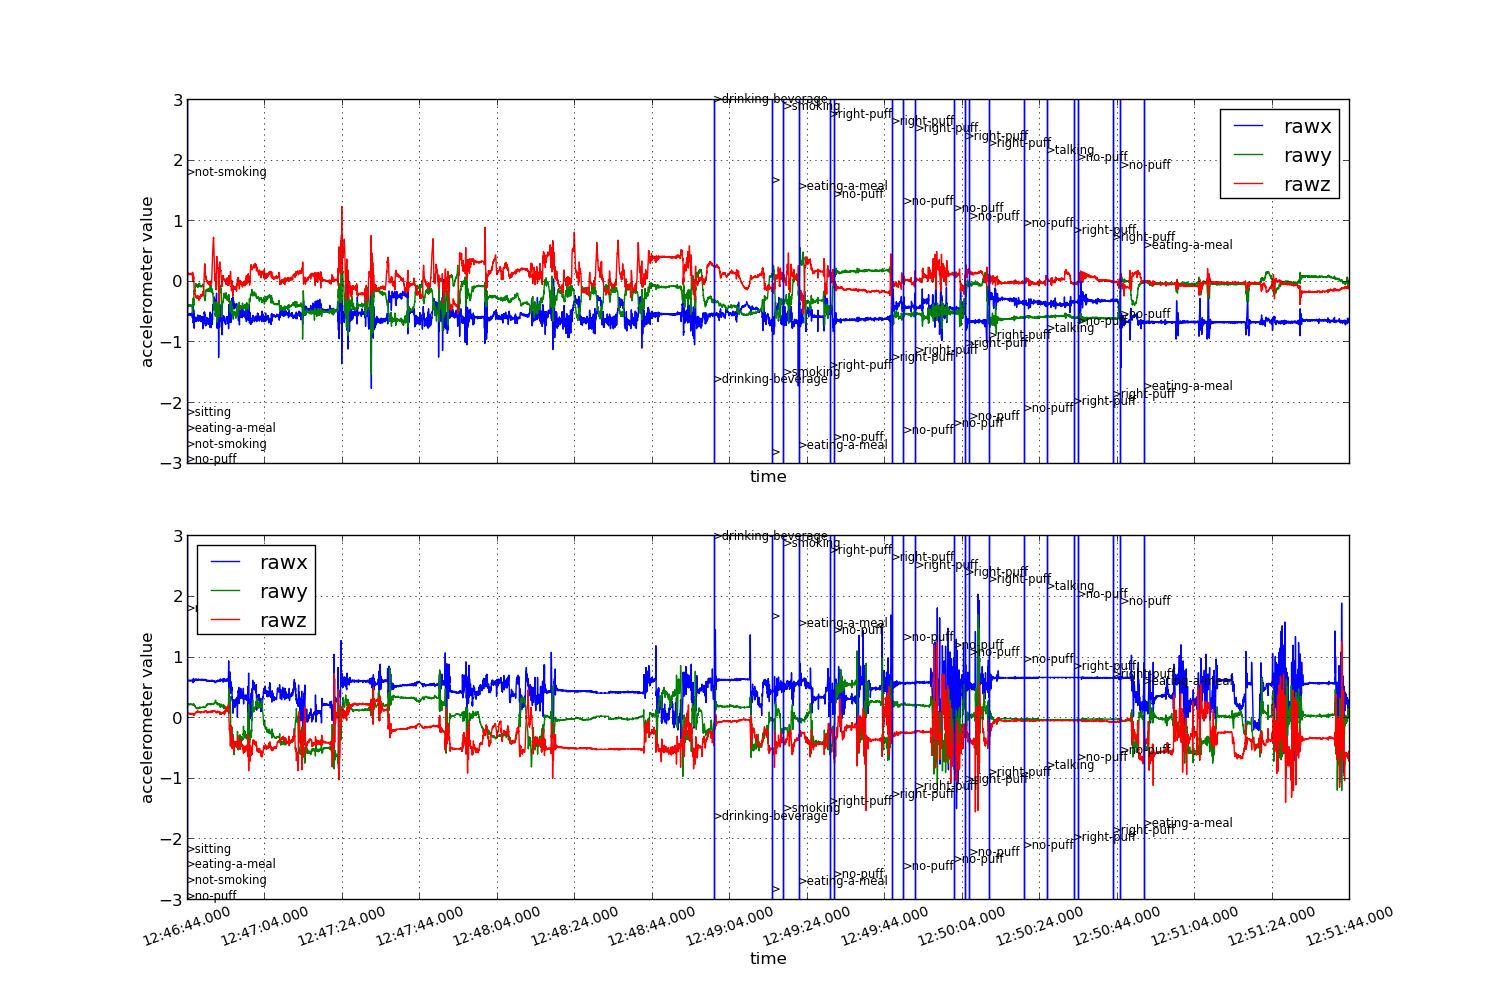 3
>drinking-beverage
>smoking
>right-puff
>right-puff
>right-puff
>right-puff
>right-puff
>talking
>no-puff
>no-puff
rawx
rawy
rawz
2
>not-smoking
>
>eating-a-meal
>no-puff
>no-puff
>no-puff
>no-puff
>no-puff
>right-puff
>right-puff
>eating-a-meal
1
0
accelerometer value
>no-puff
>no-puff
>talking
>right-puff
>right-puff
>right-puff
>right-puff
>right-puff
>smoking
>drinking-beverage
−1
>eating-a-meal
>right-puff
>right-puff
−2
>sitting
>no-puff
>no-puff
>no-puff
>eating-a-meal
>no-puff
>no-puff
>not-smoking
>eating-a-meal
>
>no-puff
−3
time
3
>drinking-beverage
>smoking
>right-puff
>right-puff
>right-puff
>right-puff
>right-puff
>talking
>no-puff
>no-puff
rawx
rawy
rawz
2
>
>eating-a-meal
>no-puff
>no-puff
>no-puff
>no-puff
>no-puff
>right-puff
>right-puff
>eating-a-meal
1
0
accelerometer value
>no-puff
>no-puff
>talking
>right-puff
>right-puff
>right-puff
>right-puff
>right-puff
>smoking
>drinking-beverage
−1
>eating-a-meal
>right-puff
>right-puff
−2
>sitting
>no-puff
>no-puff
>no-puff
>eating-a-meal
>no-puff
>no-puff
>not-smoking
>eating-a-meal
>
>no-puff
−3
12:46:44.000
12:47:04.000
12:47:24.000
12:47:44.000
12:48:04.000
12:48:24.000
12:48:44.000
12:49:04.000
12:49:24.000
12:49:44.000
12:50:04.000
12:50:24.000
12:50:44.000
12:51:04.000
12:51:24.000
12:51:44.000
time